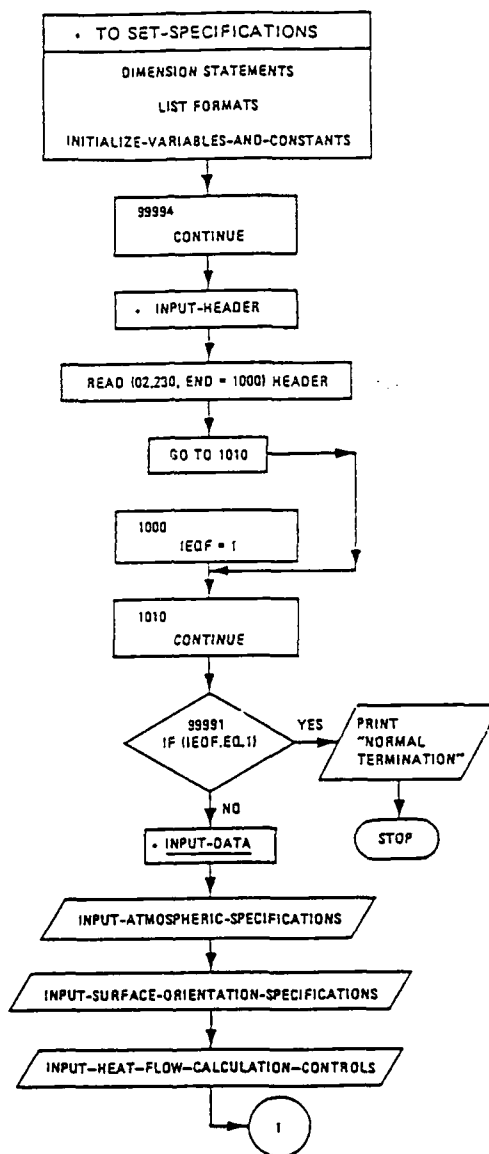 . TO SET-SPECIFICATIONS
DIMENSION STATEMENTS
LIST FORMATS
INITIALIZE-VARIABLES-AND-CONSTANTS
99994
CONTINUE
. INPUT-HEADER
READ (02,230, END = 1000) HEADER
GO TO 1010
1000
IEOF = 1
1010
CONTINUE
99991
IF (IEOF.EQ.1)
YES
PRINT
"NORMAL
TERMINATION"
NO
STOP
. INPUT-DATA
INPUT-ATMOSPHERIC-SPECIFICATIONS
INPUT-SURFACE-ORIENTATION-SPECIFICATIONS
INPUT-HEAT-FLOW-CALCULATION-CONTROLS
1